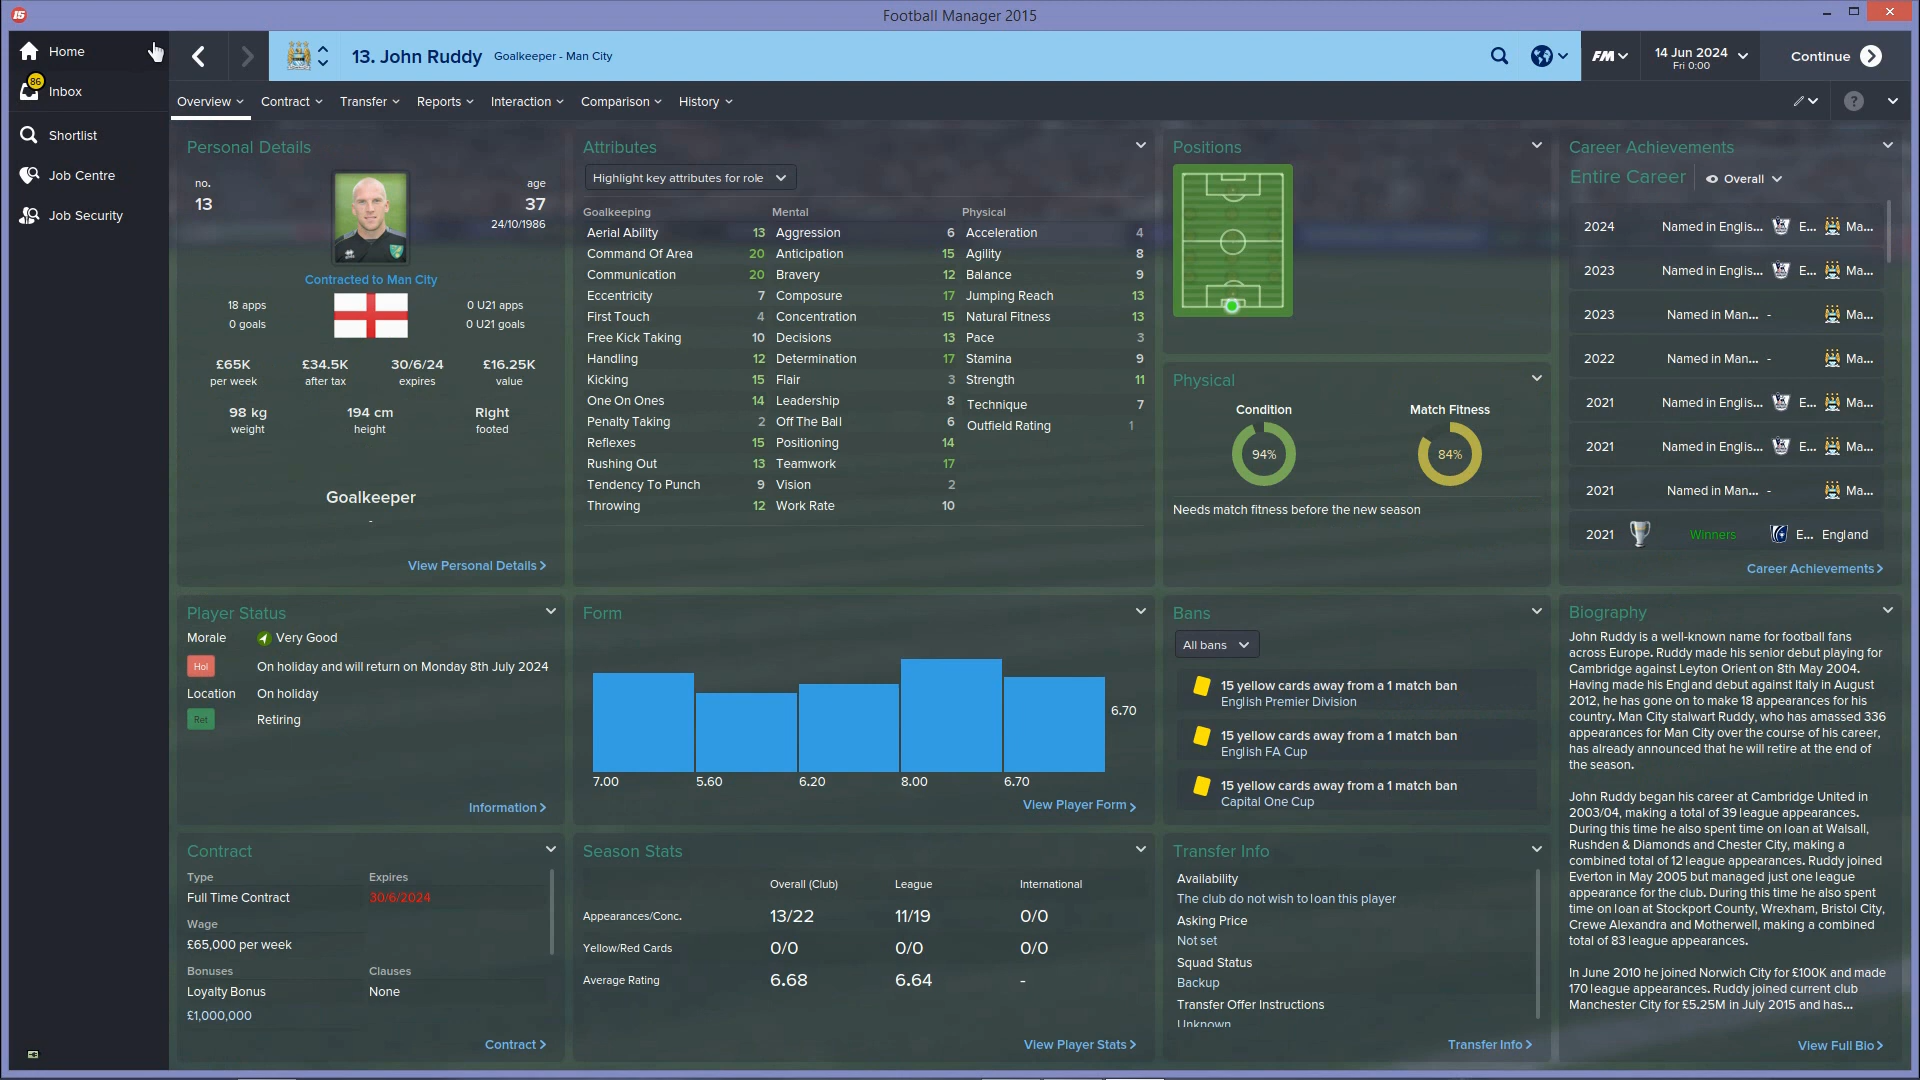 15
Football Manager 2015
Home
86
Inbox
Shortlist
Job Centre
Job Security
13. John Ruddy
Goalkeeper - Man City
FM
14 Jun 2024
Fri 0:00
Continue
Overview
Contract
Transfer
Reports
Interaction
Comparison
History
?
Personal Details
no.
13
age
37
24/10/1986
Contracted to Man City
18 apps
0 goals
0 U21 apps
0 U21 goals
£65K
per week
£34.5K
after tax
30/6/24
expires
£16.25K
value
98 kg
weight
194 cm
height
Right
footed
Goalkeeper
-
View Personal Details >
Attributes
Highlight key attributes for role
Goalkeeping Mental Physical
Aerial Ability 13 Aggression 6 Acceleration 4
Command Of Area 20 Anticipation 15 Agility 8
Communication 20 Bravery 12 Balance 9
Eccentricity 7 Composure 17 Jumping Reach 13
First Touch 4 Concentration 15 Natural Fitness 13
Free Kick Taking 10 Decisions 13 Pace 3
Handling 12 Determination 17 Stamina 9
Kicking 15 Flair 3 Strength 11
One On Ones 14 Leadership 8 Technique 7
Penalty Taking 2 Off The Ball 6 Outfield Rating 1
Reflexes 15 Positioning 14
Rushing Out 13 Teamwork 17
Tendency To Punch 9 Vision 2
Throwing 12 Work Rate 10
Positions
Physical
Condition
94%
Match Fitness
84%
Needs match fitness before the new season
Career Achievements
Entire Career
Overall
2024 Named in Englis... E... Ma...
2023 Named in Englis... E... Ma...
2023 Named in Man... - Ma...
2022 Named in Man... - Ma...
2021 Named in Englis... E... Ma...
2021 Named in Englis... E... Ma...
2021 Named in Man... - Ma...
2021 Winners E... England
Career Achievements >
Player Status
Morale Very Good
Hol On holiday and will return on Monday 8th July 2024
Location On holiday
Ret Retiring
Information >
Form
6.70
7.00 5.60 6.20 8.00 6.70
View Player Form >
Bans
All bans
15 yellow cards away from a 1 match ban
English Premier Division
15 yellow cards away from a 1 match ban
English FA Cup
15 yellow cards away from a 1 match ban
Capital One Cup
Biography
John Ruddy is a well-known name for football fans
across Europe. Ruddy made his senior debut playing for
Cambridge against Leyton Orient on 8th May 2004.
Having made his England debut against Italy in August
2012, he has gone on to make 18 appearances for his
country. Man City stalwart Ruddy, who has amassed 336
appearances for Man City over the course of his career,
has already announced that he will retire at the end of
the season.
John Ruddy began his career at Cambridge United in
2003/04, making a total of 39 league appearances.
During this time he also spent time on loan at Walsall,
Rushden & Diamonds and Chester City, making a
combined total of 12 league appearances. Ruddy joined
Everton in May 2005 but managed just one league
appearance for the club. During this time he also spent
time on loan at Stockport County, Wrexham, Bristol City,
Crewe Alexandra and Motherwell, making a combined
total of 83 league appearances.
In June 2010 he joined Norwich City for £100K and made
170 league appearances. Ruddy joined current club
Manchester City for £5.25M in July 2015 and has...
View Full Bio >
Contract
Type
Full Time Contract
Expires
30/6/2024
Wage
£65,000 per week
Bonuses
Loyalty Bonus
£1,000,000
Clauses
None
Contract >
Season Stats
Overall (Club) League International
Appearances/Conc. 13/22 11/19 0/0
Yellow/Red Cards 0/0 0/0 0/0
Average Rating 6.68 6.64 -
View Player Stats >
Transfer Info
Availability
The club do not wish to loan this player
Asking Price
Not set
Squad Status
Backup
Transfer Offer Instructions
Unknown
Transfer Info >